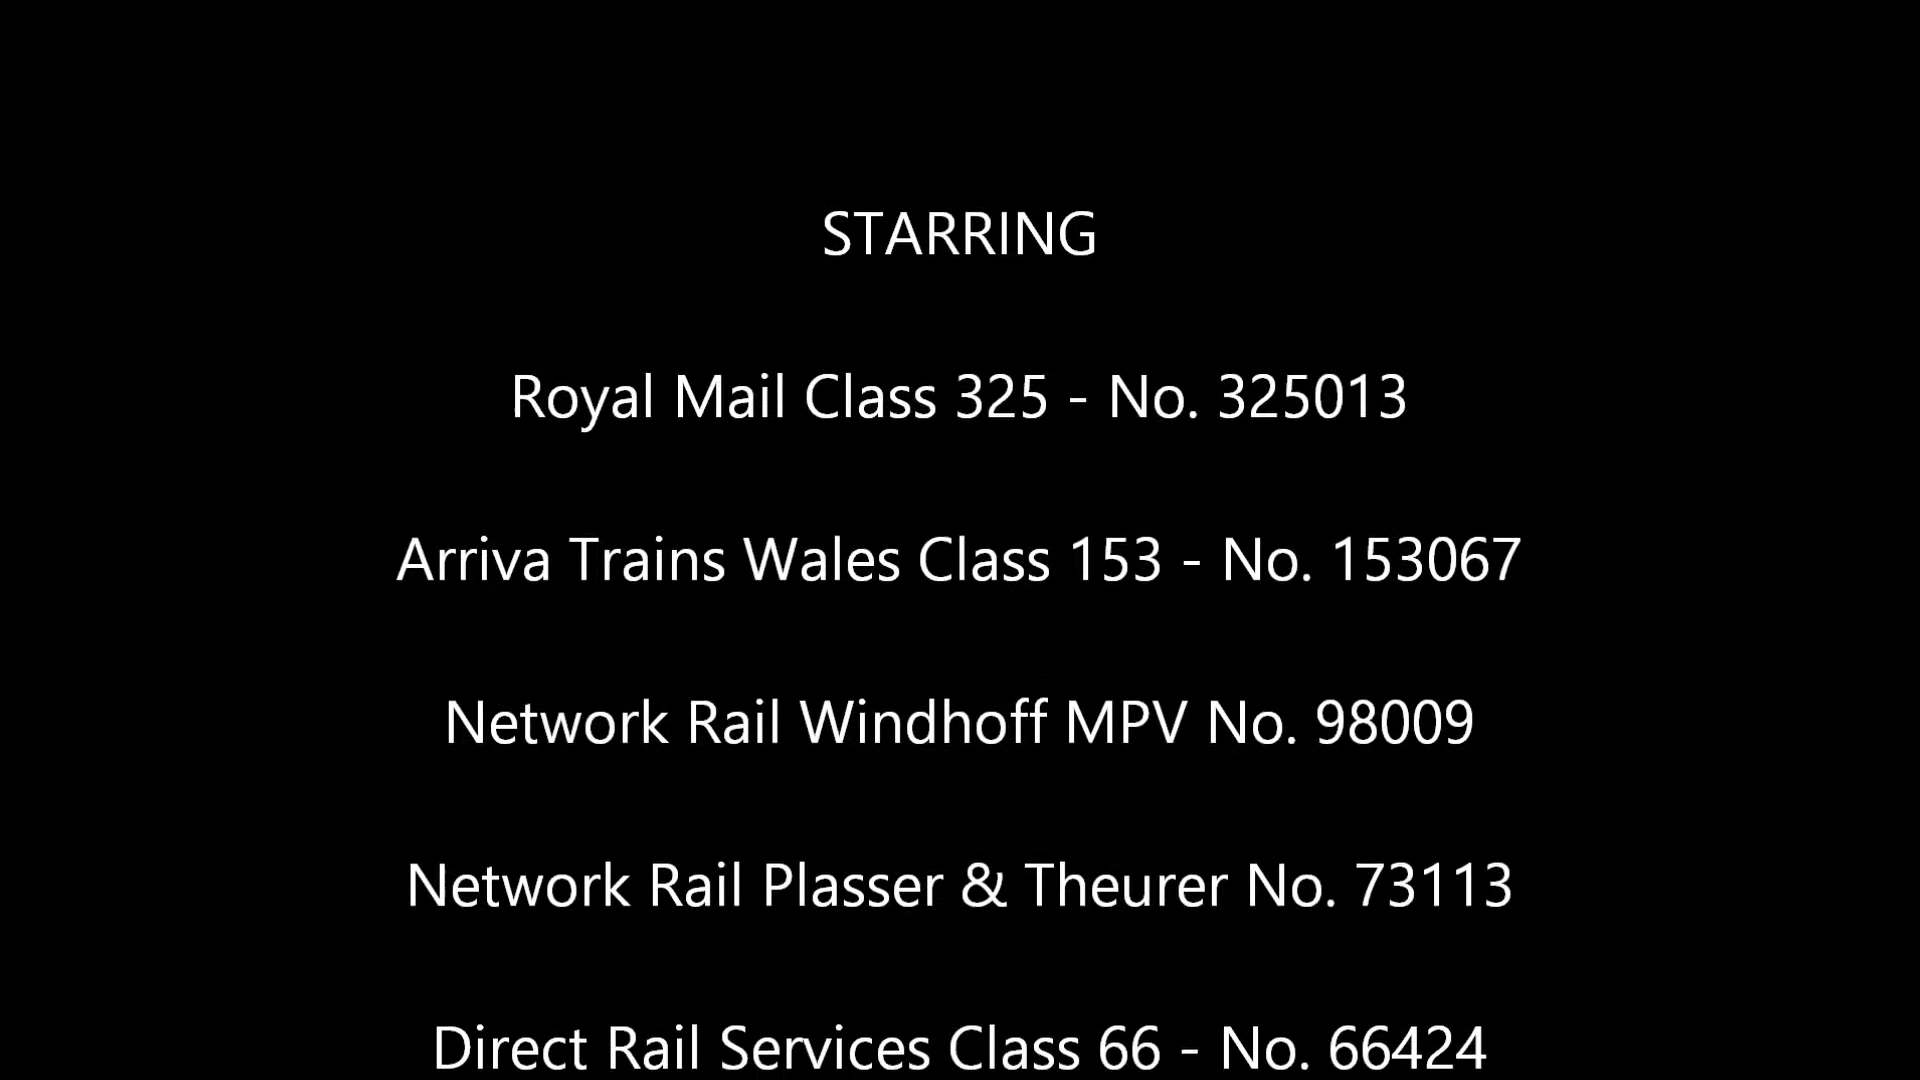 STARRING
Royal Mail Class 325 - No. 325013
Arriva Trains Wales Class 153 - No. 153067
Network Rail Windhoff MPV No. 98009
Network Rail Plasser & Theurer No. 73113
Direct Rail Services Class 66 - No. 66424